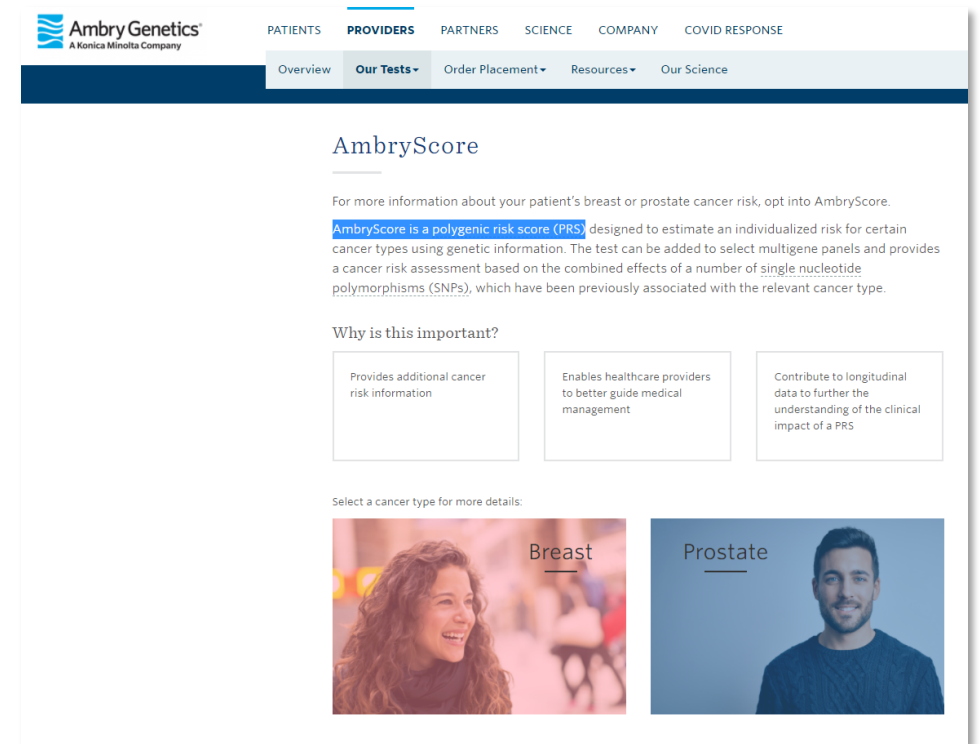 Ambry Genetics®
A Konica Minolta Company
PATIENTS PROVIDERS PARTNERS SCIENCE COMPANY COVID RESPONSE
Overview Our Tests Order Placement Resources Our Science
AmbryScore
For more information about your patient's breast or prostate cancer risk, opt into AmbryScore.
AmbryScore is a polygenic risk score (PRS) designed to estimate an individualized risk for certain
cancer types using genetic information. The test can be added to select multigene panels and provides
a cancer risk assessment based on the combined effects of a number of single nucleotide
polymorphisms (SNPs), which have been previously associated with the relevant cancer type.
Why is this important?
Provides additional cancer
risk information
Enables healthcare providers
to better guide medical
management
Contribute to longitudinal
data to further the
understanding of the clinical
impact of a PRS
Select a cancer type for more details:
Breast
Prostate